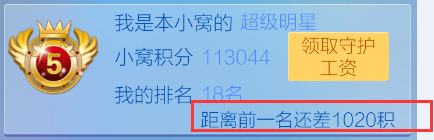 我是本小窝的 超级明星
小窝积分 113044
领取守护
工资
5
我的排名 18名
距离前一名还差1020积